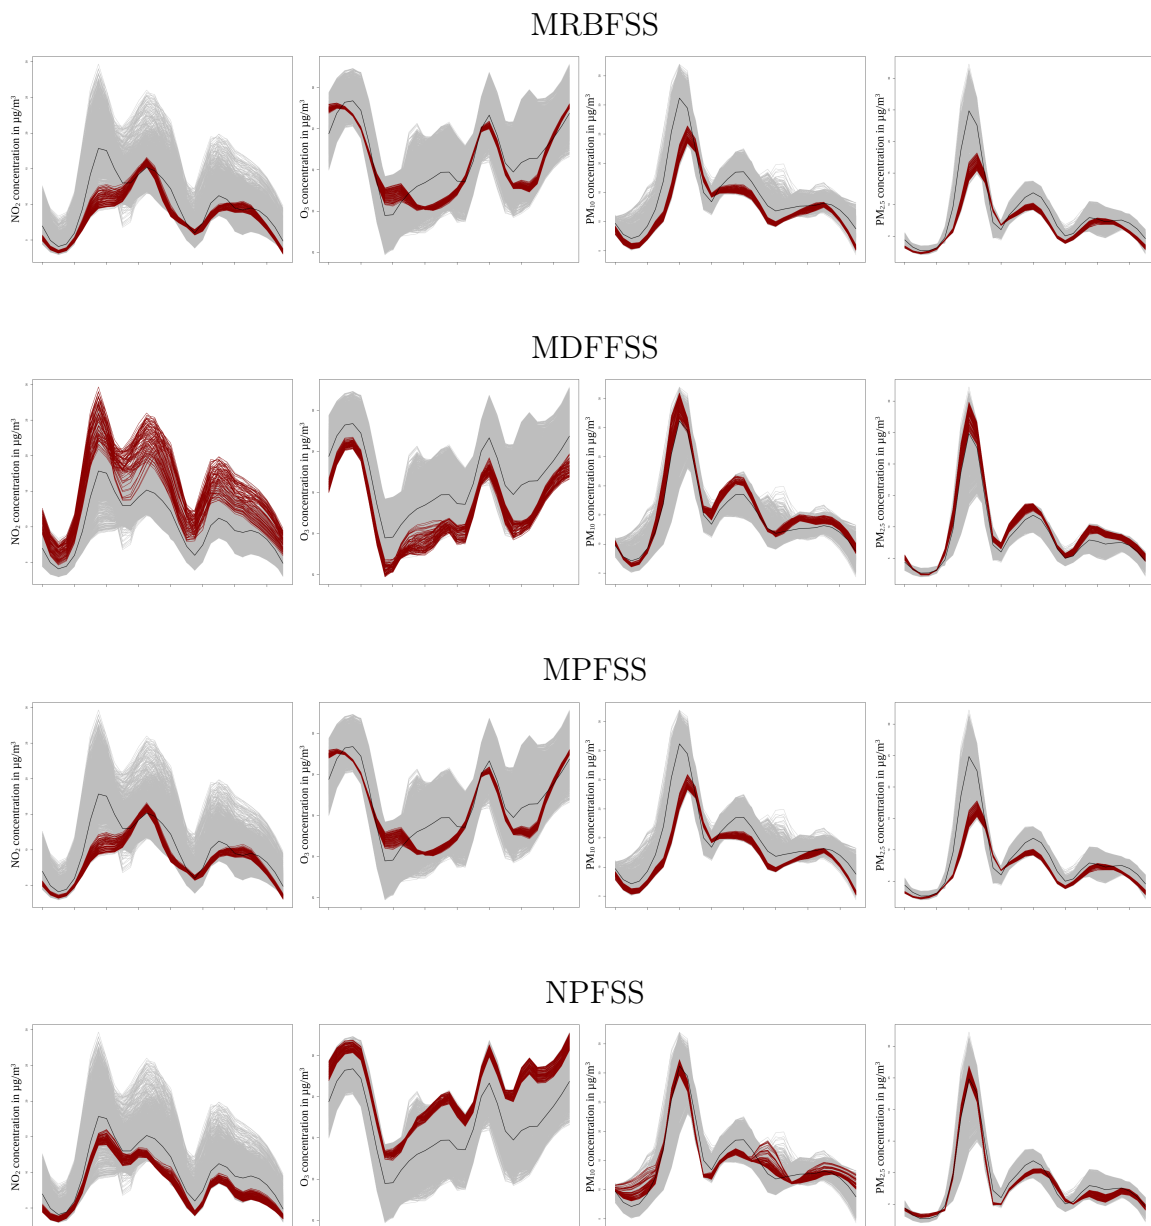 MRBFSS
NO₂ concentration in µg/m³
O₃ concentration in µg/m³
PM₁₀ concentration in µg/m³
PM₂.₅ concentration in µg/m³
MDFFSS
NO₂ concentration in µg/m³
O₃ concentration in µg/m³
PM₁₀ concentration in µg/m³
PM₂.₅ concentration in µg/m³
MPFSS
NO₂ concentration in µg/m³
O₃ concentration in µg/m³
PM₁₀ concentration in µg/m³
PM₂.₅ concentration in µg/m³
NPFSS
NO₂ concentration in µg/m³
O₃ concentration in µg/m³
PM₁₀ concentration in µg/m³
PM₂.₅ concentration in µg/m³